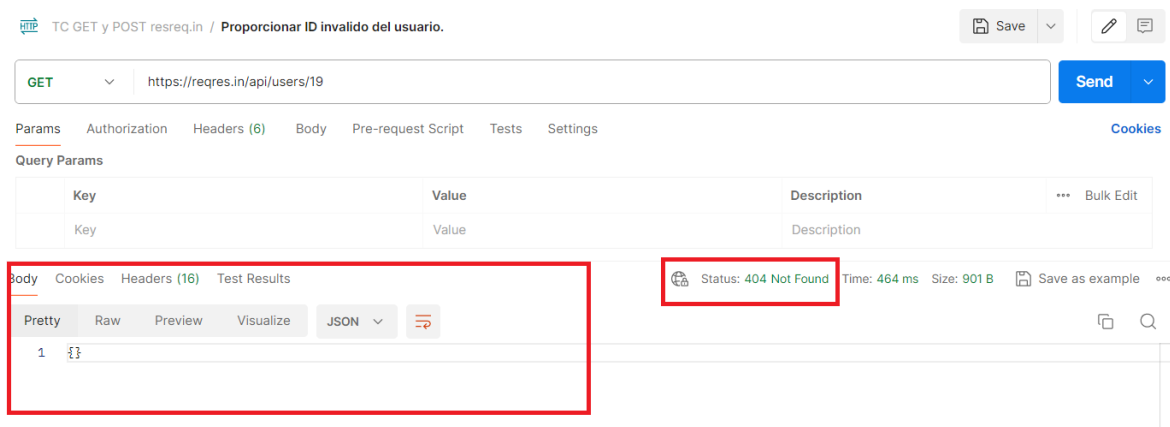 HTTP TC GET y POST resreq.in / Proporcionar ID invalido del usuario. Save
GET https://reqres.in/api/users/19 Send
Params Authorization Headers (6) Body Pre-request Script Tests Settings Cookies
Query Params
Key Value Description ••• Bulk Edit
Key Value Description
Body Cookies Headers (16) Test Results Status: 404 Not Found Time: 464 ms Size: 901 B Save as example •••
Pretty Raw Preview Visualize JSON
1 {}